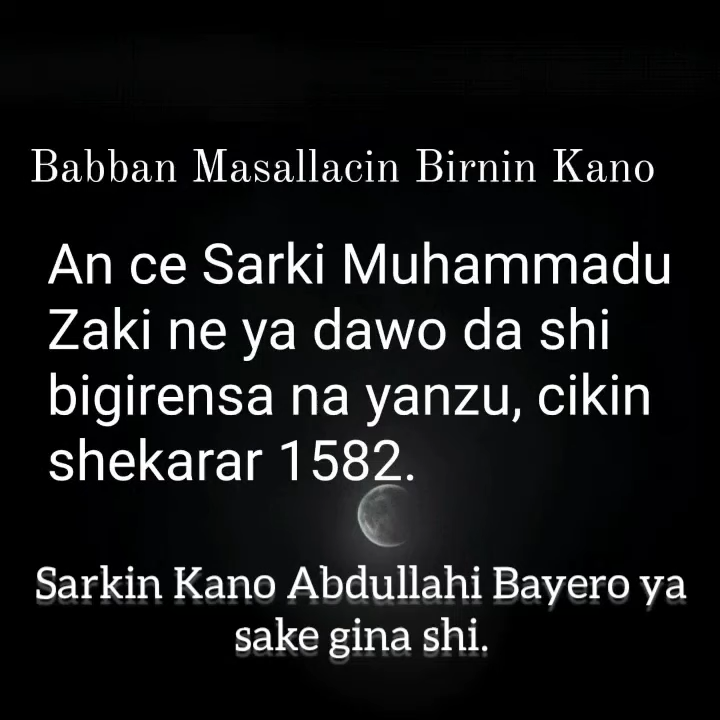 Babban Masallacin Birnin Kano
An ce Sarki Muhammadu
Zaki ne ya dawo da shi
bigirensa na yanzu, cikin
shekarar 1582.
Sarkin Kano Abdullahi Bayero ya
sake gina shi.